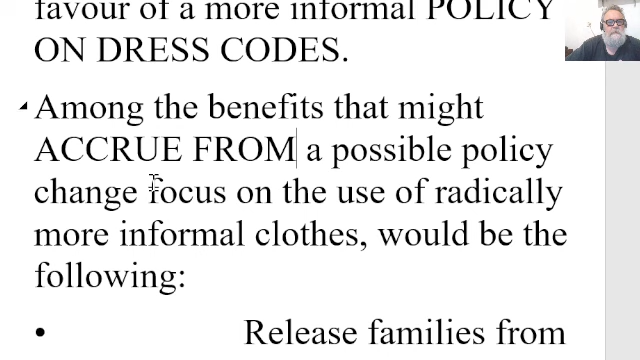 favour of a more informal POLICY
ON DRESS CODES.
Among the benefits that might
ACCRUE FROM a possible policy
change focus on the use of radically
more informal clothes, would be the
following:
• Release families from